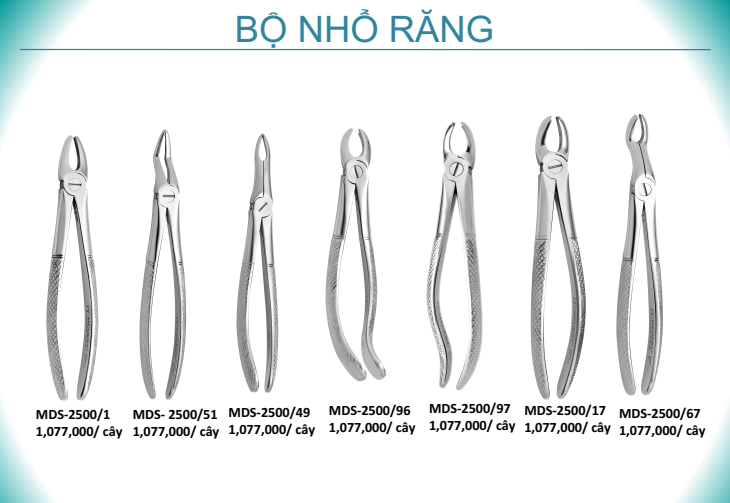 BỘ NHỔ RĂNG
MDS-2500/1
1,077,000/ cây
MDS- 2500/51
1,077,000/ cây
MDS-2500/49
1,077,000/ cây
MDS-2500/96
1,077,000/ cây
MDS-2500/97
1,077,000/ cây
MDS-2500/17
1,077,000/ cây
MDS-2500/67
1,077,000/ cây